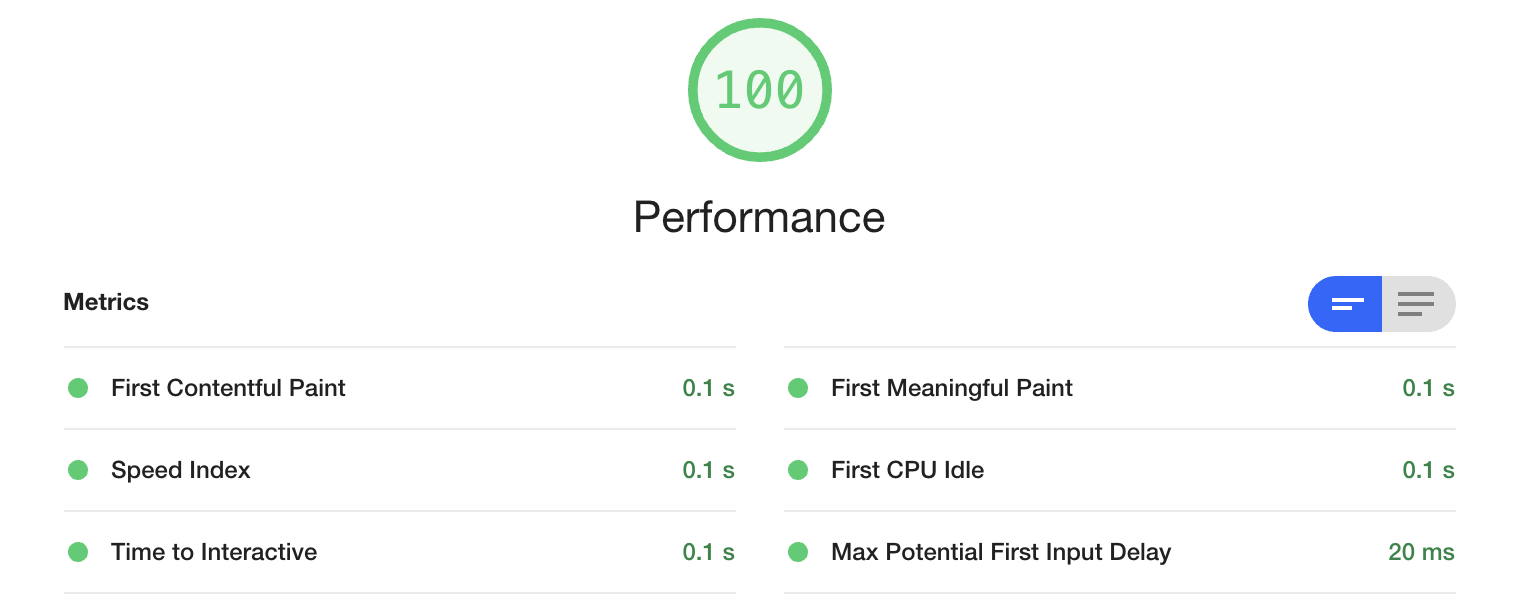 100
Performance
Metrics
First Contentful Paint 0.1 s
First Meaningful Paint 0.1 s
Speed Index 0.1 s
First CPU Idle 0.1 s
Time to Interactive 0.1 s
Max Potential First Input Delay 20 ms